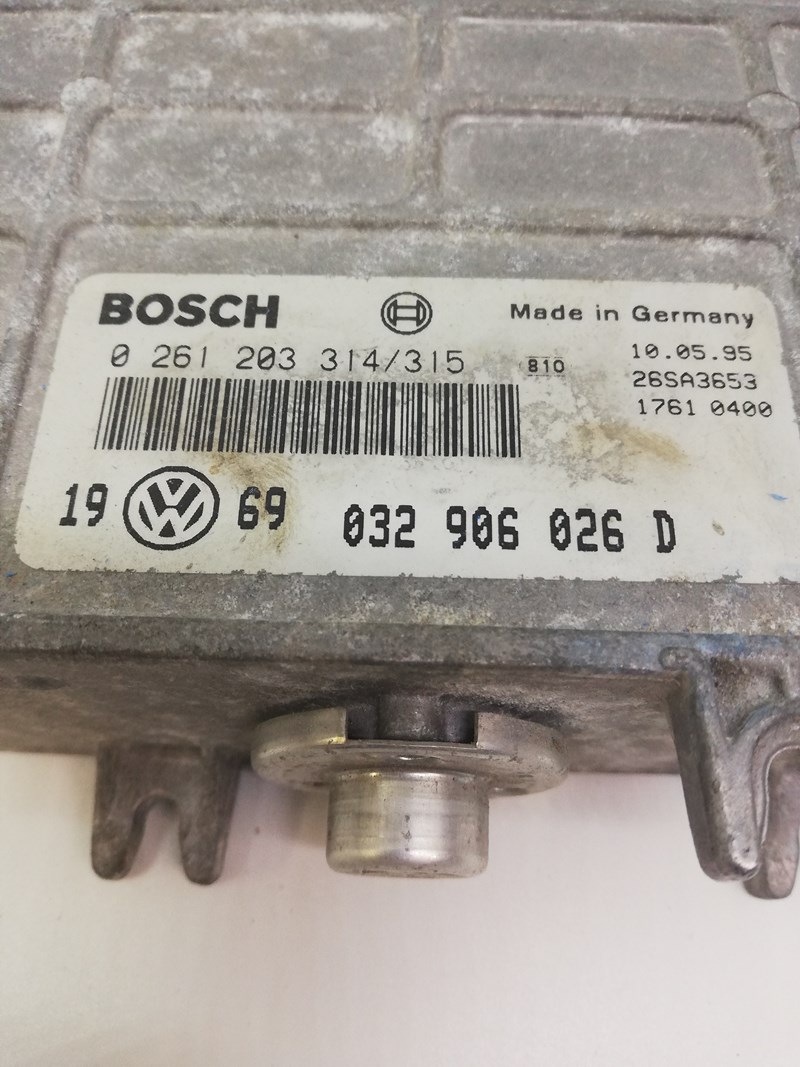 BOSCH
Made in Germany
0 261 203 314/315
810
10.05.95
26SA3653
1761 0400
19 VW 69 032 906 026 D